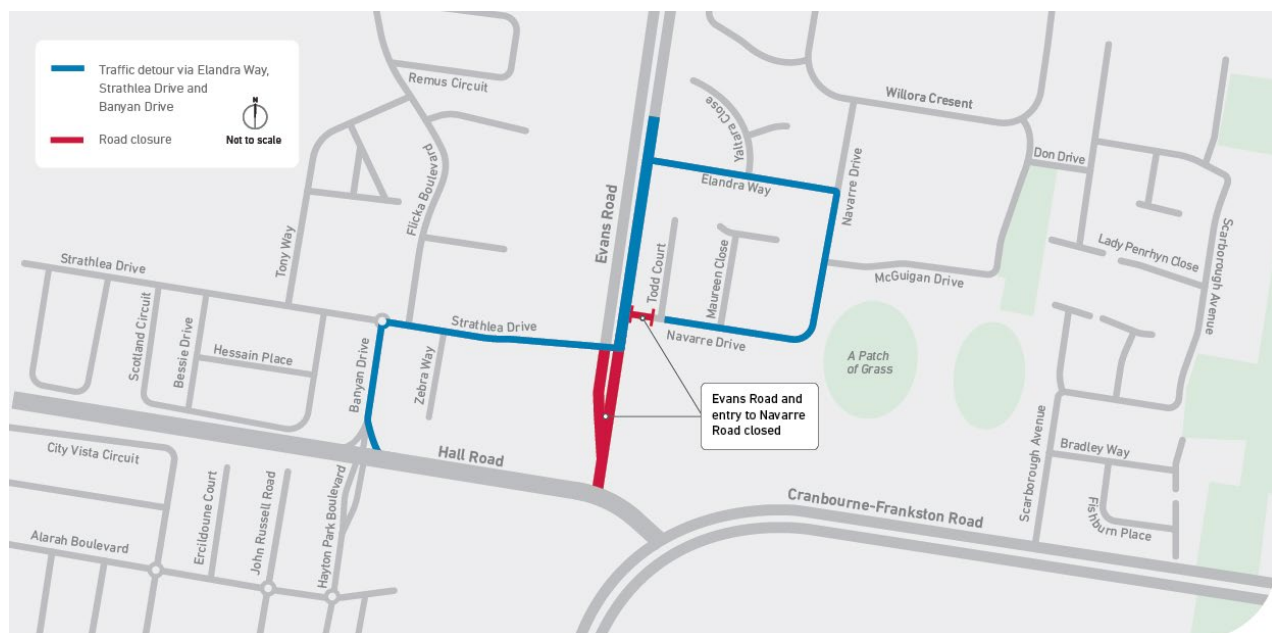 Traffic detour via Elandra Way,
Strathlea Drive and
Banyan Drive
N
Not to scale
Road closure
Remus Circuit
Yaltara Close
Willora Cresent
Don Drive
Flicka Boulevard
Elandra Way
Navarre Drive
Evans Road
Tony Way
Scarborough Avenue
Lady Penrhyn Close
Strathlea Drive
Todd Court
Maureen Close
McGuigan Drive
Scotland Circuit
Bessie Drive
Hessain Place
Banyan Drive
Strathlea Drive
Zebra Way
Navarre Drive
A Patch
of Grass
Evans Road and
entry to Navarre
Road closed
City Vista Circuit
Hall Road
Scarborough Avenue
Bradley Way
Ercildoune Court
John Russell Road
Hayton Park Boulevard
Cranbourne-Frankston Road
Fishburn Place
Alarah Boulevard